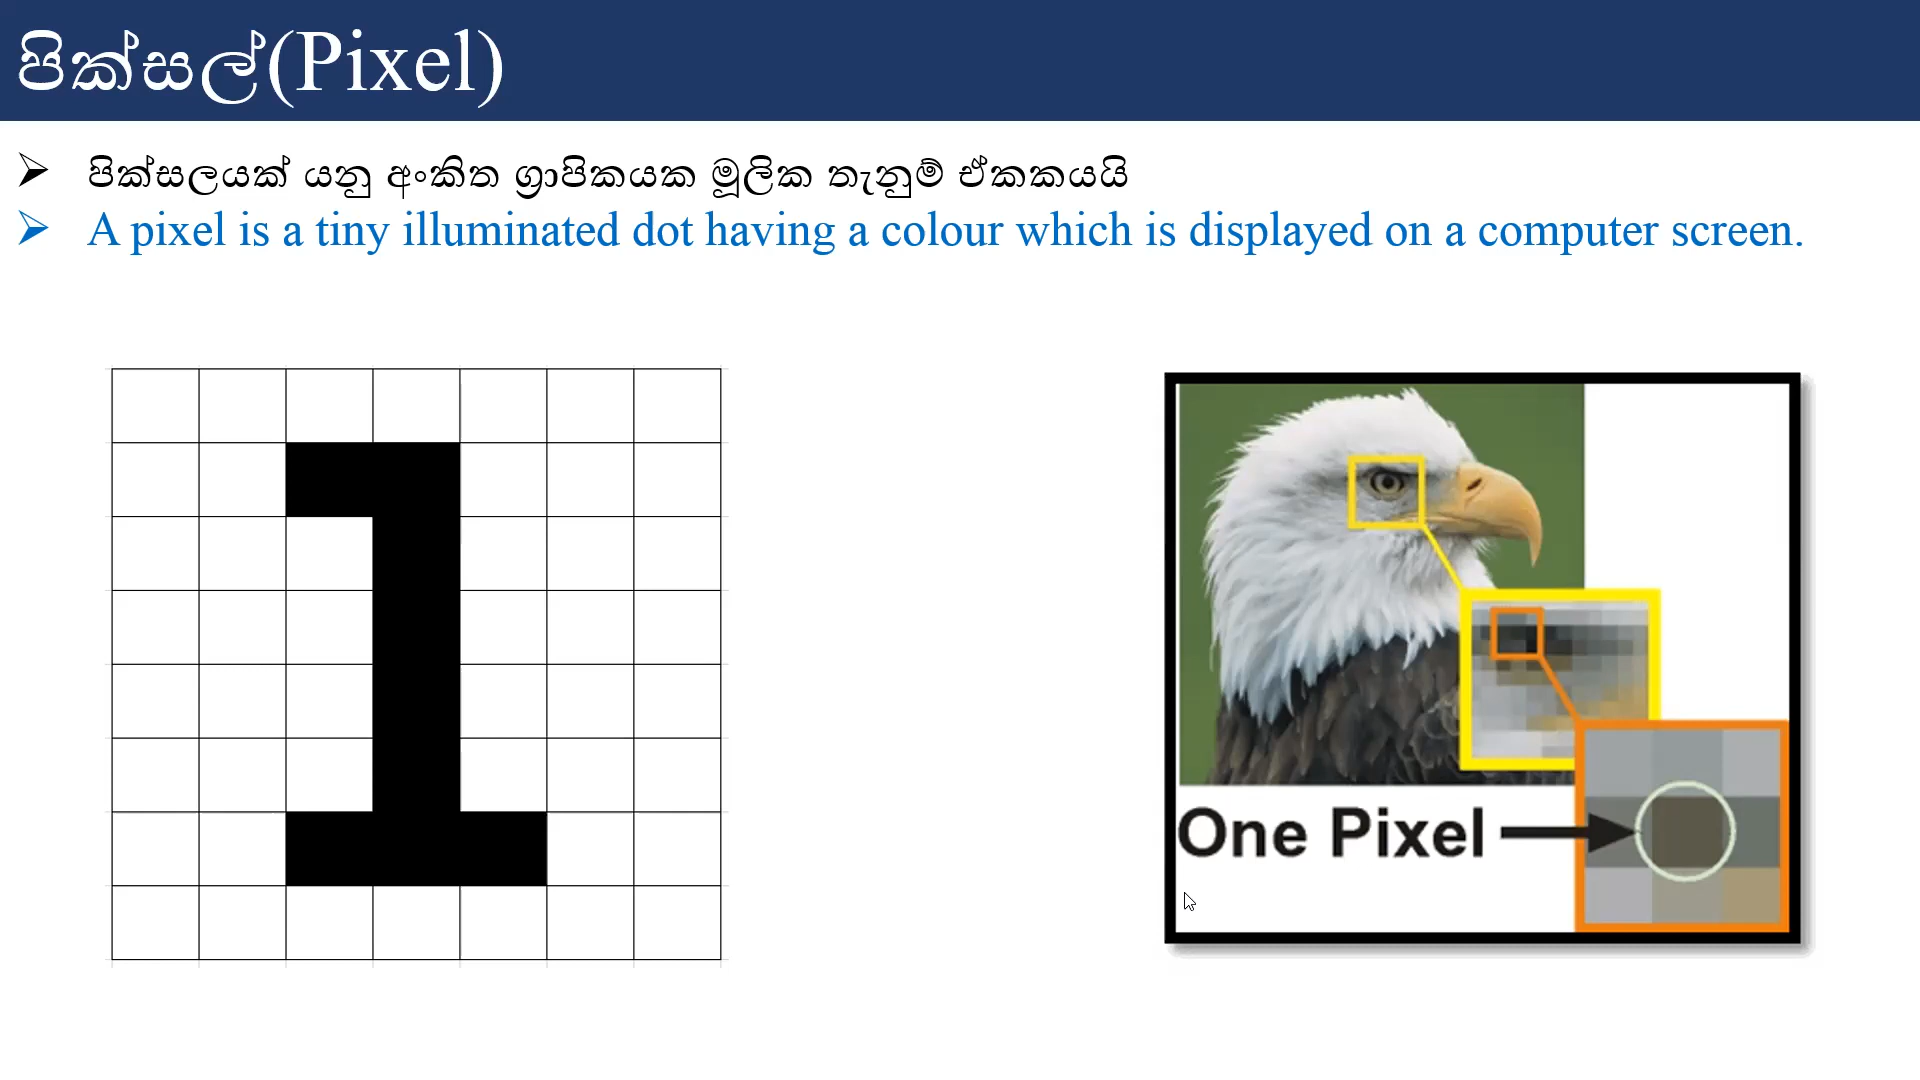 පික්සල්(Pixel)
පික්සලයක් යනු අංකිත ග්‍රාපිකයක මූලික තැනුම් ඒකකයයි
A pixel is a tiny illuminated dot having a colour which is displayed on a computer screen.
One Pixel